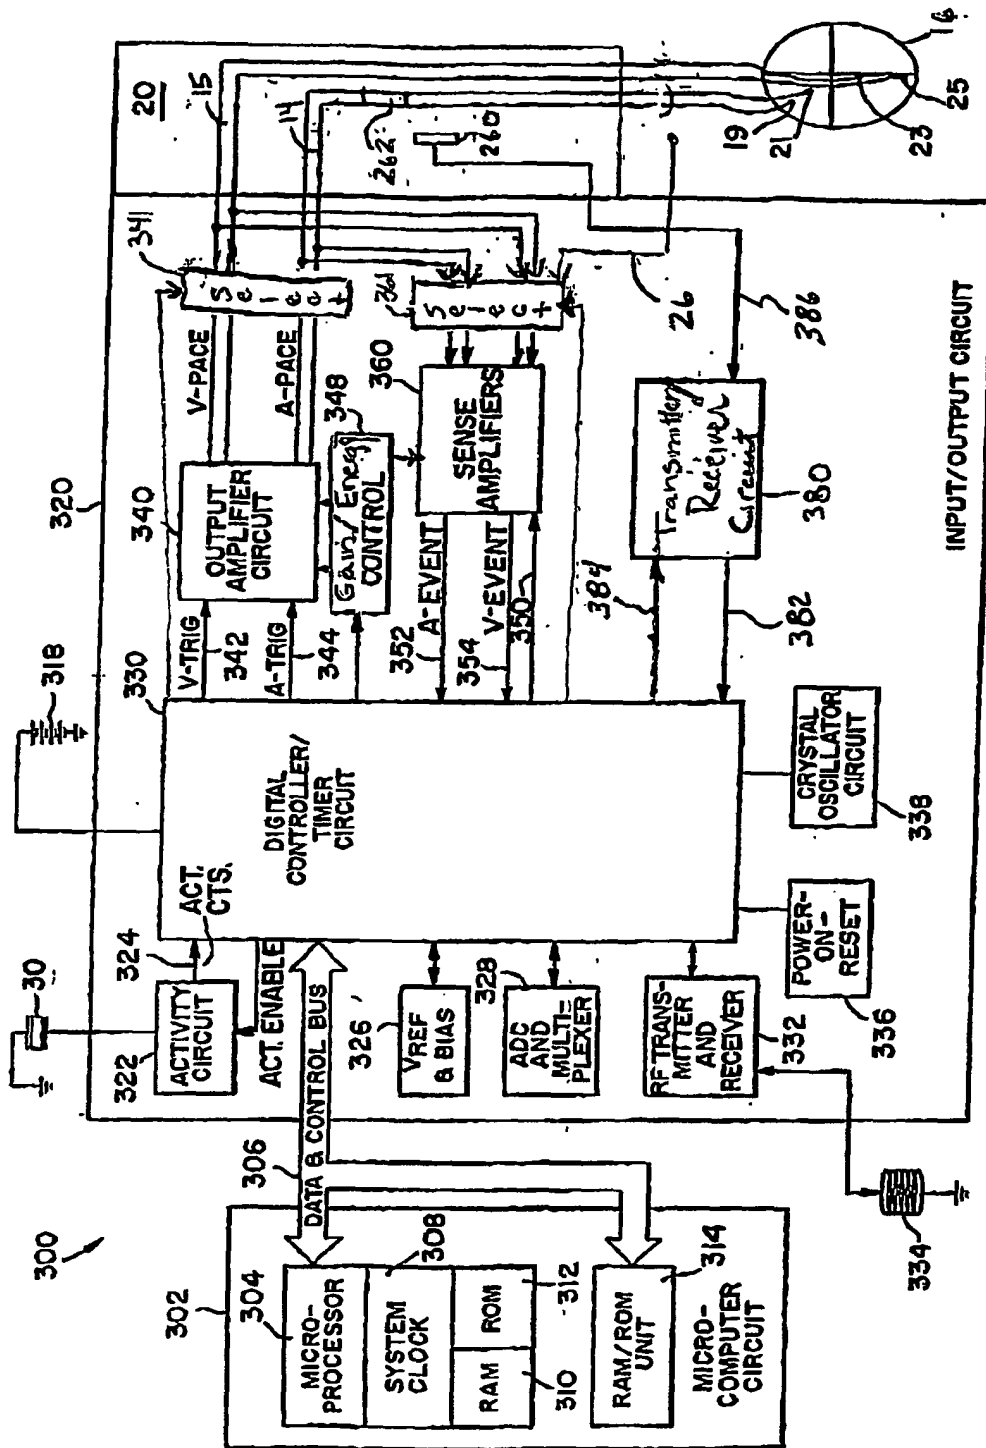 300
302
304
MICRO-
PROCESSOR
SYSTEM
CLOCK
308
RAM
ROM
310
312
RAM/ROM
UNIT
314
MICRO-
COMPUTER
CIRCUIT
306
DATA & CONTROL BUS
30
322
ACTIVITY
CIRCUIT
324
ACT.
CTS.
ACT. ENABLE
326
VREF
& BIAS
328
ADC
AND
MULTI-
PLEXER
RF TRANS-
MITTER
AND
RECEIVER
332
334
POWER-
ON-
RESET
336
CRYSTAL
OSCILLATOR
CIRCUIT
338
318
330
DIGITAL
CONTROLLER/
TIMER
CIRCUIT
320
340
V-TRIG
342
A-TRIG
344
OUTPUT
AMPLIFIER
CIRCUIT
Gain/Energy
CONTROL
348
V-PACE
A-PACE
341
Select
352
A-EVENT
354
V-EVENT
350
360
SENSE
AMPLIFIERS
Select
384
382
Transmitter/
Receiver
Circuit
380
386
26
INPUT/OUTPUT CIRCUIT
20
15
14
262
260
19
21
23
25
16